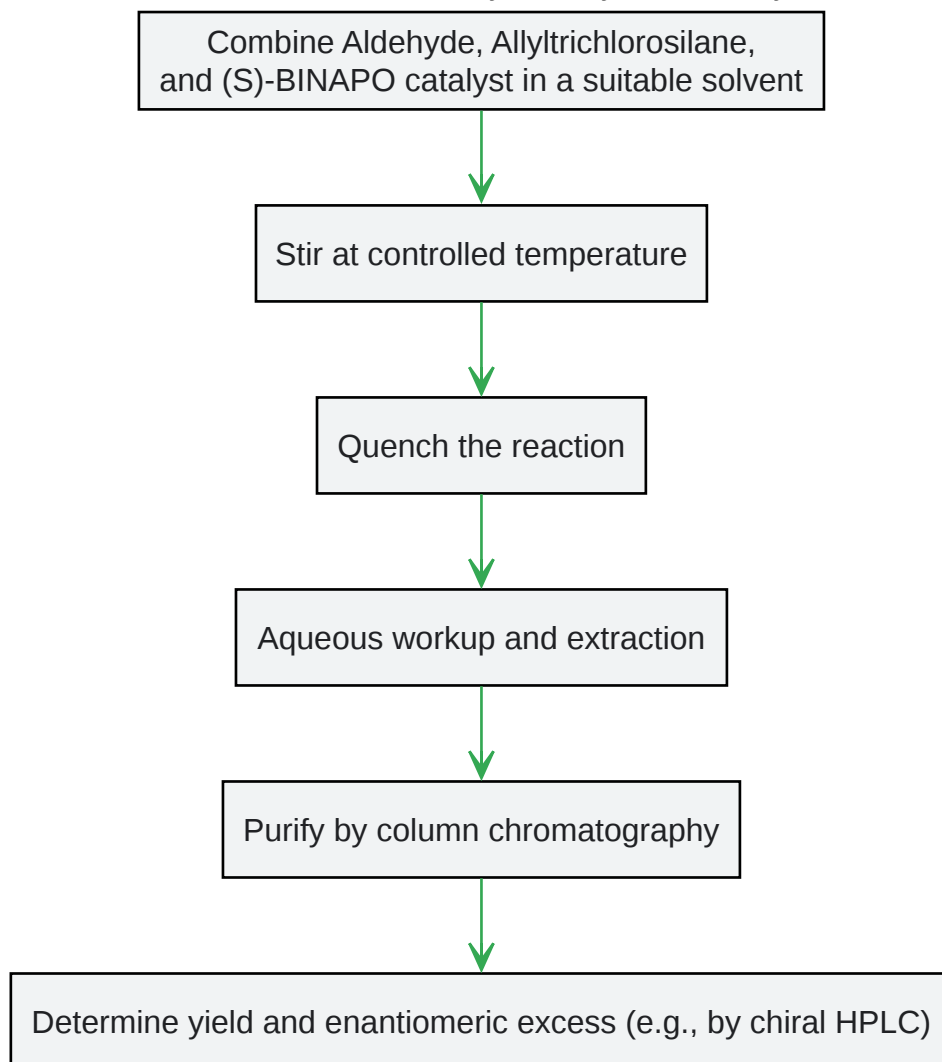 Combine Aldehyde, Allyltrichlorosilane,
and (S)-BINAPO catalyst in a suitable solvent
Stir at controlled temperature
Quench the reaction
Aqueous workup and extraction
Purify by column chromatography
Determine yield and enantiomeric excess (e.g., by chiral HPLC)